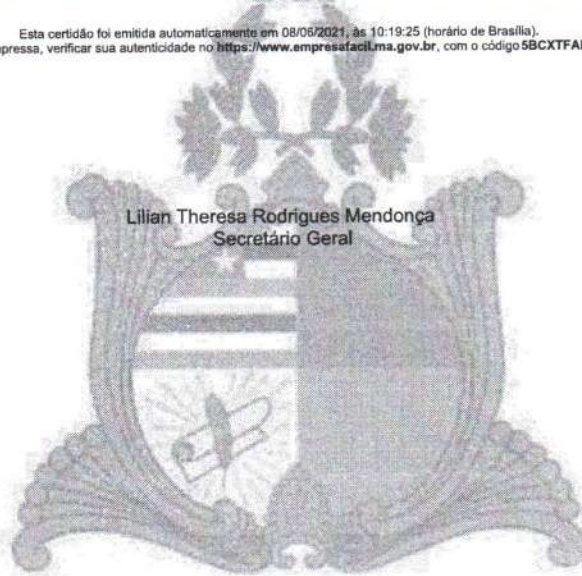 Esta certidão foi emitida automaticamente em 08/06/2021, às 10:19:25 (horário de Brasília).
pressa, verificar sua autenticidade no https://www.empresafacil.ma.gov.br, com o código 5BCXTFA
Lilian Theresa Rodrigues Mendonça
Secretário Geral